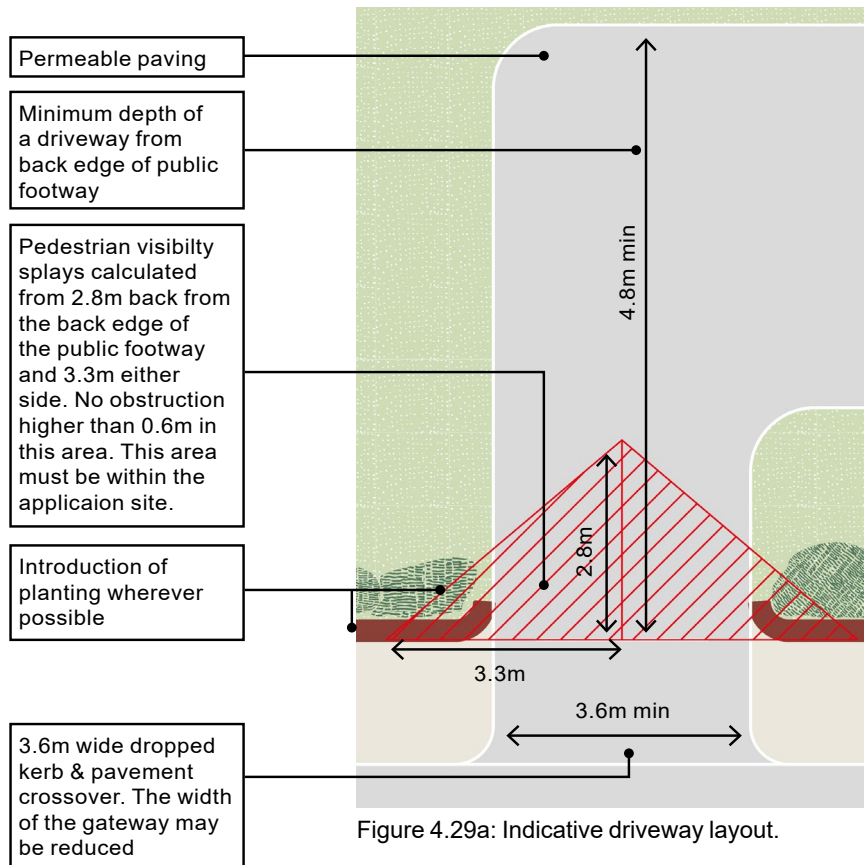 Permeable paving
Minimum depth of
a driveway from
back edge of public
footway
Pedestrian visibilty
splays calculated
from 2.8m back from
the back edge of
the public footway
and 3.3m either
side. No obstruction
higher than 0.6m in
this area. This area
must be within the
applicaion site.
Introduction of
planting wherever
possible
3.6m wide dropped
kerb & pavement
crossover. The width
of the gateway may
be reduced
4.8m min
2.8m
3.3m
3.6m min
Figure 4.29a: Indicative driveway layout.